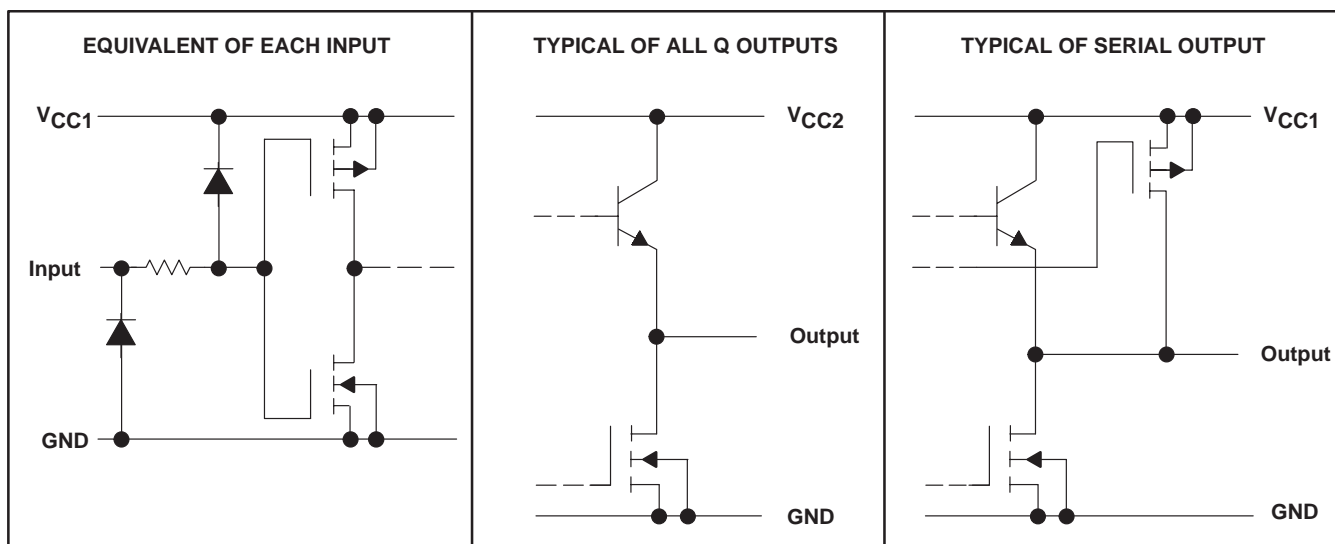 EQUIVALENT OF EACH INPUT
VCC1
Input
GND
TYPICAL OF ALL Q OUTPUTS
VCC2
Output
GND
TYPICAL OF SERIAL OUTPUT
VCC1
Output
GND